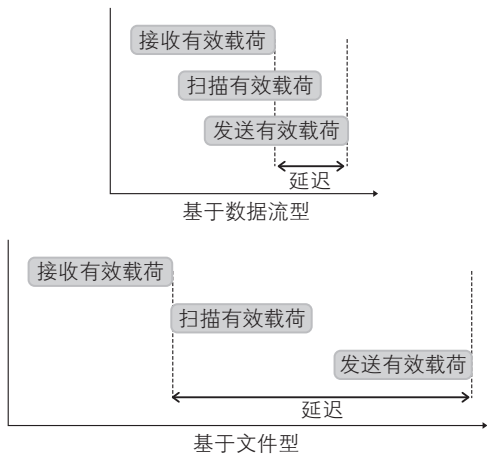 接收有效载荷
扫描有效载荷
发送有效载荷
延迟
基于数据流型
接收有效载荷
扫描有效载荷
发送有效载荷
延迟
基于文件型